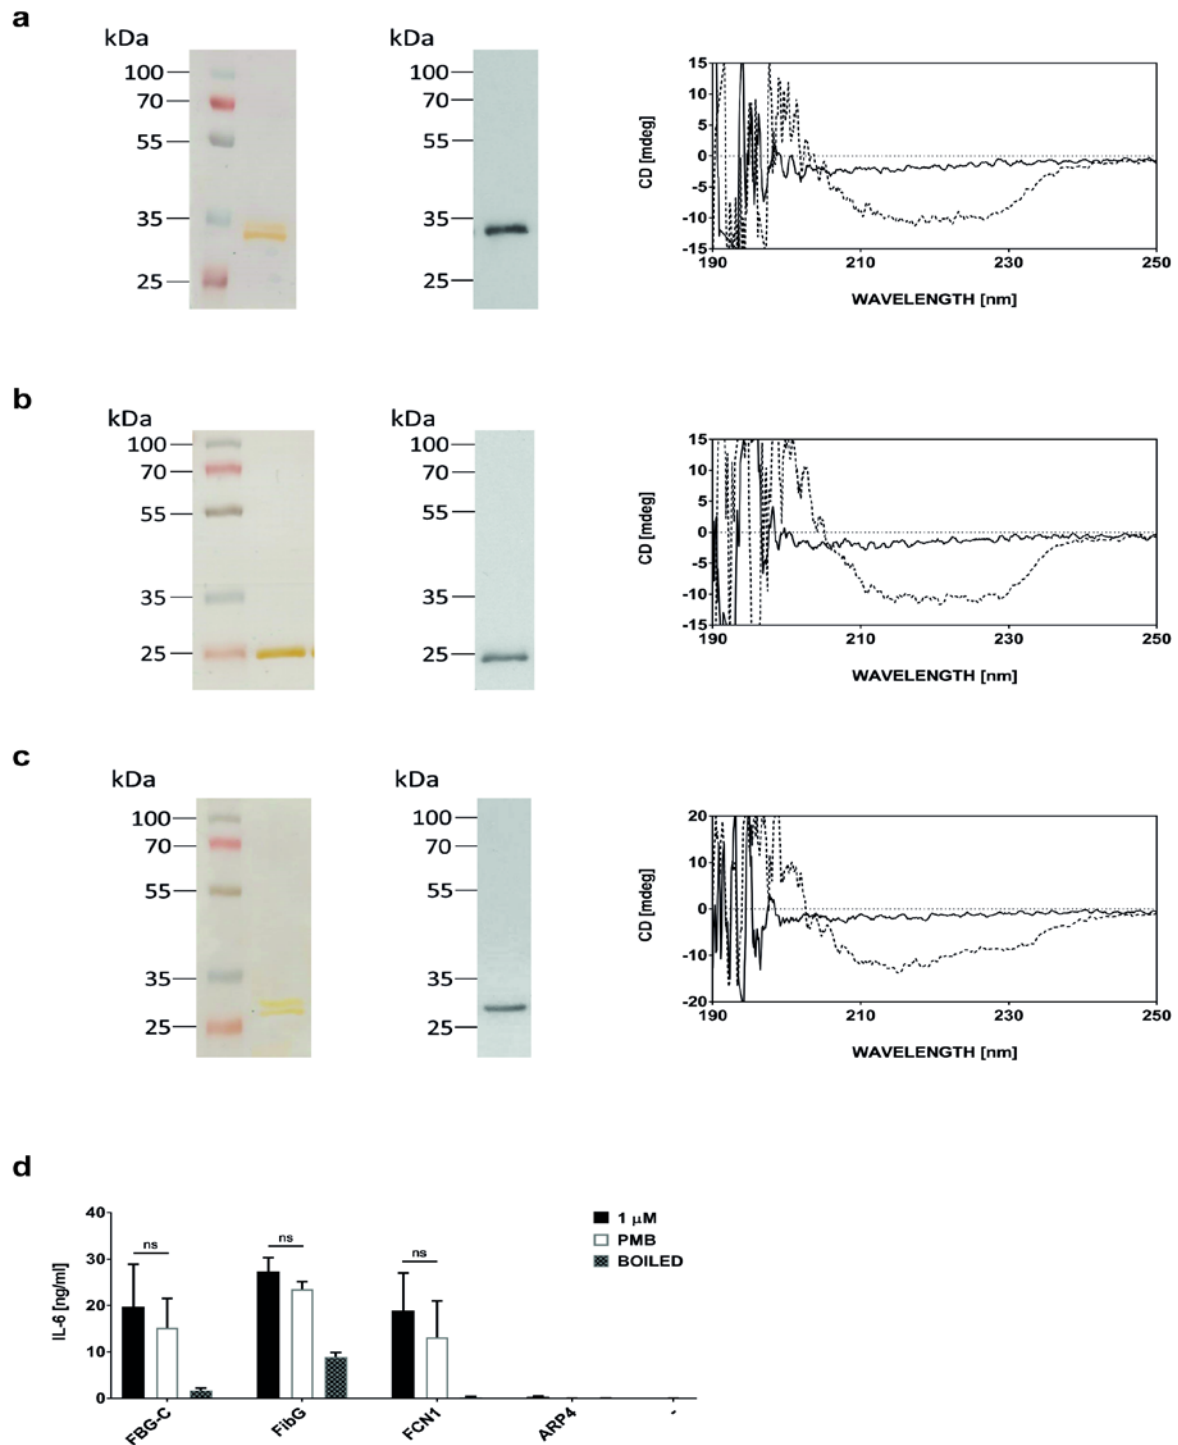 a
kDa
100
70
55
35
25
kDa
100
70
55
35
25
CD [mdeg]
15
10
5
0
-5
-10
-15
190 210 230 250
WAVELENGTH [nm]
b
kDa
100
70
55
35
25
kDa
100
70
55
35
25
CD [mdeg]
15
10
5
0
-5
-10
-15
190 210 230 250
WAVELENGTH [nm]
c
kDa
100
70
55
35
25
kDa
100
70
55
35
25
CD [mdeg]
20
10
0
-10
-20
190 210 230 250
WAVELENGTH [nm]
d
IL-6 [ng/ml]
40
30
20
10
0
ns
ns
ns
1 μM
PMB
BOILED
FBG-C
FibG
FCN1
ARP4
-